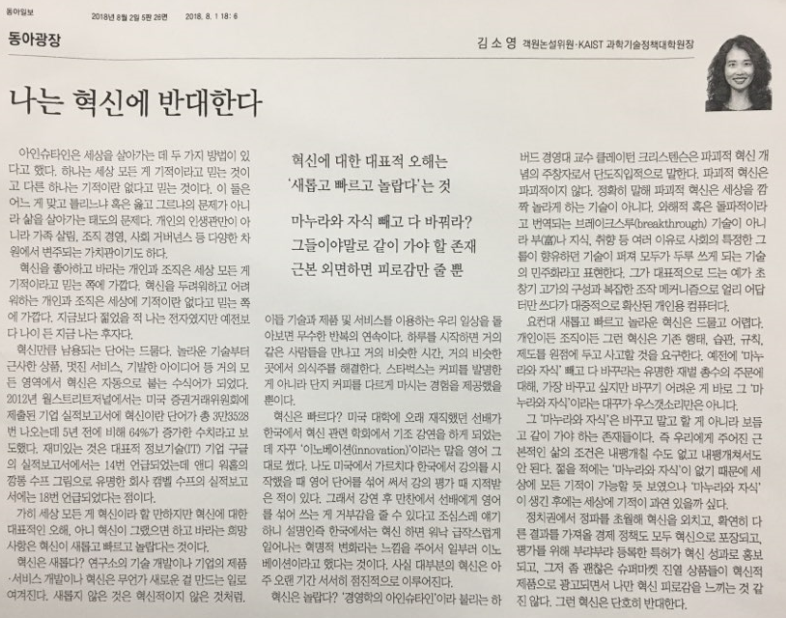 동아일보
2018년 8월 2일 5판 26면
2018. 8. 1 18: 6
동아광장
김 소 영 객원논설위원·KAIST 과학기술정책대학원장
나는 혁신에 반대한다
아인슈타인은 세상을 살아가는 데 두 가지 방법이 있
다고 했다. 하나는 세상 모든 게 기적이라고 믿는 것이
고 다른 하나는 기적이란 없다고 믿는 것이다. 이 둘은
어느 게 맞고 틀리느냐 혹은 옳고 그르냐의 문제가 아니
라 삶을 살아가는 태도의 문제다. 개인의 인생관만이 아
니라 가족 살림, 조직 경영, 사회 거버넌스 등 다양한 차
원에서 변주되는 가치관이기도 하다.
혁신을 좋아하고 바라는 개인과 조직은 세상 모든 게
기적이라고 믿는 쪽에 가깝다. 혁신을 두려워하고 어려
워하는 개인과 조직은 세상에 기적이란 없다고 믿는 쪽
에 가깝다. 지금보다 젊었을 적 나는 전자였지만 예전보
다 나이 든 지금 나는 후자다.
혁신만큼 남용되는 단어는 드물다. 놀라운 기술부터
근사한 상품, 멋진 서비스, 기발한 아이디어 등 거의 모
든 영역에서 혁신은 자동으로 붙는 수식어가 되었다.
2012년 월스트리트저널에서는 미국 증권거래위원회에
제출된 기업 실적보고서에 혁신이란 단어가 총 3만3528
번 나오는데 5년 전에 비해 64%가 증가한 수치라고 보
도했다. 재미있는 것은 대표적 정보기술(IT) 기업 구글
의 실적보고서에서는 14번 언급되었는데 앤디 워홀의
깡통 수프 그림으로 유명한 회사 캠벨 수프의 실적보고
서에는 18번 언급되었다는 점이다.
가히 세상 모든 게 혁신이라 할 만하지만 혁신에 대한
대표적인 오해, 아니 혁신이 그랬으면 하고 바라는 희망
사항은 혁신이 새롭고 빠르고 놀랍다는 것이다.
혁신은 새롭다? 연구소의 기술 개발이나 기업의 제품
·서비스 개발이나 혁신은 무언가 새로운 걸 만드는 일로
여겨진다. 새롭지 않은 것은 혁신적이지 않은 것처럼.
혁신에 대한 대표적 오해는
‘새롭고 빠르고 놀랍다’는 것
마누라와 자식 빼고 다 바꿔라?
그들이야말로 같이 가야 할 존재
근본 외면하면 피로감만 줄 뿐
이들 기술과 제품 및 서비스를 이용하는 우리 일상을 돌
아보면 무수한 반복의 연속이다. 하루를 시작하면 거의
같은 사람들을 만나고 거의 비슷한 시간, 거의 비슷한
곳에서 의식주를 해결한다. 스타벅스는 커피를 발명한
게 아니라 단지 커피를 다르게 마시는 경험을 제공했을
뿐이다.
혁신은 빠르다? 미국 대학에 오래 재직했던 선배가
한국에서 혁신 관련 학회에서 기조 강연을 하게 되었는
데 자꾸 ‘이노베이션(innovation)’이라는 말을 영어 그
대로 썼다. 나도 미국에서 가르치다 한국에서 강의를 시
작했을 때 영어 단어를 섞어 써서 강의 평가 때 지적받
은 적이 있다. 그래서 강연 후 만찬에서 선배에게 영어
를 섞어 쓰는 게 거부감을 줄 수 있다고 조심스레 얘기
하니 설명인즉 한국에서는 혁신 하면 워낙 급작스럽게
일어나는 혁명적 변화라는 느낌을 주어서 일부러 이노
베이션이라고 했다는 것이다. 사실 대부분의 혁신은 아
주 오랜 기간 서서히 점진적으로 이루어진다.
혁신은 놀랍다? ‘경영학의 아인슈타인’이라 불리는 하
버드 경영대 교수 클레이턴 크리스텐슨은 파괴적 혁신 개
념의 주창자로서 단도직입적으로 말한다. 파괴적 혁신은
파괴적이지 않다. 정확히 말해 파괴적 혁신은 세상을 깜
짝 놀라게 하는 기술이 아니다. 와해적 혹은 돌파적이라
고 번역되는 브레이크스루(breakthrough) 기술이 아니
라 부(富)나 지식, 취향 등 여러 이유로 사회의 특정한 그
룹이 향유하던 기술이 퍼져 모두가 두루 쓰게 되는 기술
의 민주화라고 표현한다. 그가 대표적으로 드는 예가 초
창기 고가의 구성과 복잡한 조작 메커니즘으로 얼리 어답
터만 쓰다가 대중적으로 확산된 개인용 컴퓨터다.
요컨대 새롭고 빠르고 놀라운 혁신은 드물고 어렵다.
개인이든 조직이든 그런 혁신은 기존 행태, 습관, 규칙,
제도를 원점에 두고 사고할 것을 요구한다. 예전에 ‘마누
라와 자식’ 빼고 다 바꾸라는 유명한 재벌 총수의 주문에
대해, 가장 바꾸고 싶지만 바꾸기 어려운 게 바로 그 ‘마
누라와 자식’이라는 대꾸가 우스갯소리만은 아니다.
그 ‘마누라와 자식’은 바꾸고 말고 할 게 아니라 보듬
고 같이 가야 하는 존재들이다. 즉 우리에게 주어진 근
본적인 삶의 조건은 내팽개칠 수도 없고 내팽개쳐서도
안 된다. 젊을 적에는 ‘마누라와 자식’이 없기 때문에 세
상에 모든 기적이 가능할 듯 보였으나 ‘마누라와 자식’
이 생긴 후에는 세상에 기적이 과연 있을까 싶다.
정치권에서 정파를 초월해 혁신을 외치고, 확연히 다
른 결과를 가져올 경제 정책도 모두 혁신으로 포장되고,
평가를 위해 부랴부랴 등록한 특허가 혁신 성과로 홍보
되고, 그저 좀 괜찮은 슈퍼마켓 진열 상품들이 혁신적
제품으로 광고되면서 나만 혁신 피로감을 느끼는 것 같
진 않다. 그런 혁신은 단호히 반대한다.